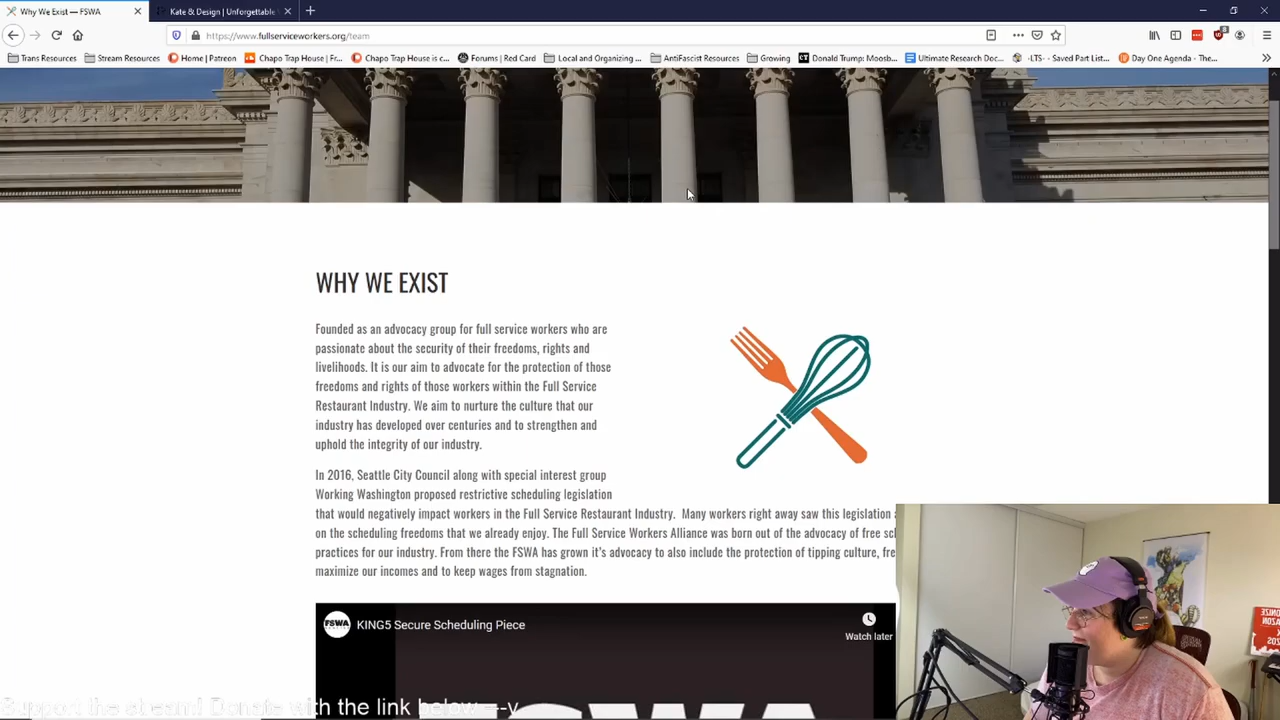 Why We Exist — FSWA
Kate & Design | Unforgettable
https://www.fullserviceworkers.org/team
Trans Resources
Stream Resources
Home | Patreon
Chapo Trap House | Fr...
Chapo Trap House is c...
Forums | Red Card
Local and Organizing ...
AntiFascist Resources
Growing
Donald Trump: Moosb...
Ultimate Research Doc...
-LTS- - Saved Part List...
Day One Agenda - The...
WHY WE EXIST
Founded as an advocacy group for full service workers who are
passionate about the security of their freedoms, rights and
livelihoods. It is our aim to advocate for the protection of those
freedoms and rights of those workers within the Full Service
Restaurant Industry. We aim to nurture the culture that our
industry has developed over centuries and to strengthen and
uphold the integrity of our industry.
In 2016, Seattle City Council along with special interest group
Working Washington proposed restrictive scheduling legislation
that would negatively impact workers in the Full Service Restaurant Industry. Many workers right away saw this legislation
on the scheduling freedoms that we already enjoy. The Full Service Workers Alliance was born out of the advocacy of free
practices for our industry. From there the FSWA has grown it's advocacy to also include the protection of tipping culture,
maximize our incomes and to keep wages from stagnation.
FSWA
KING5 Secure Scheduling Piece
Watch later
Support the stream! Donate with the link below =-y